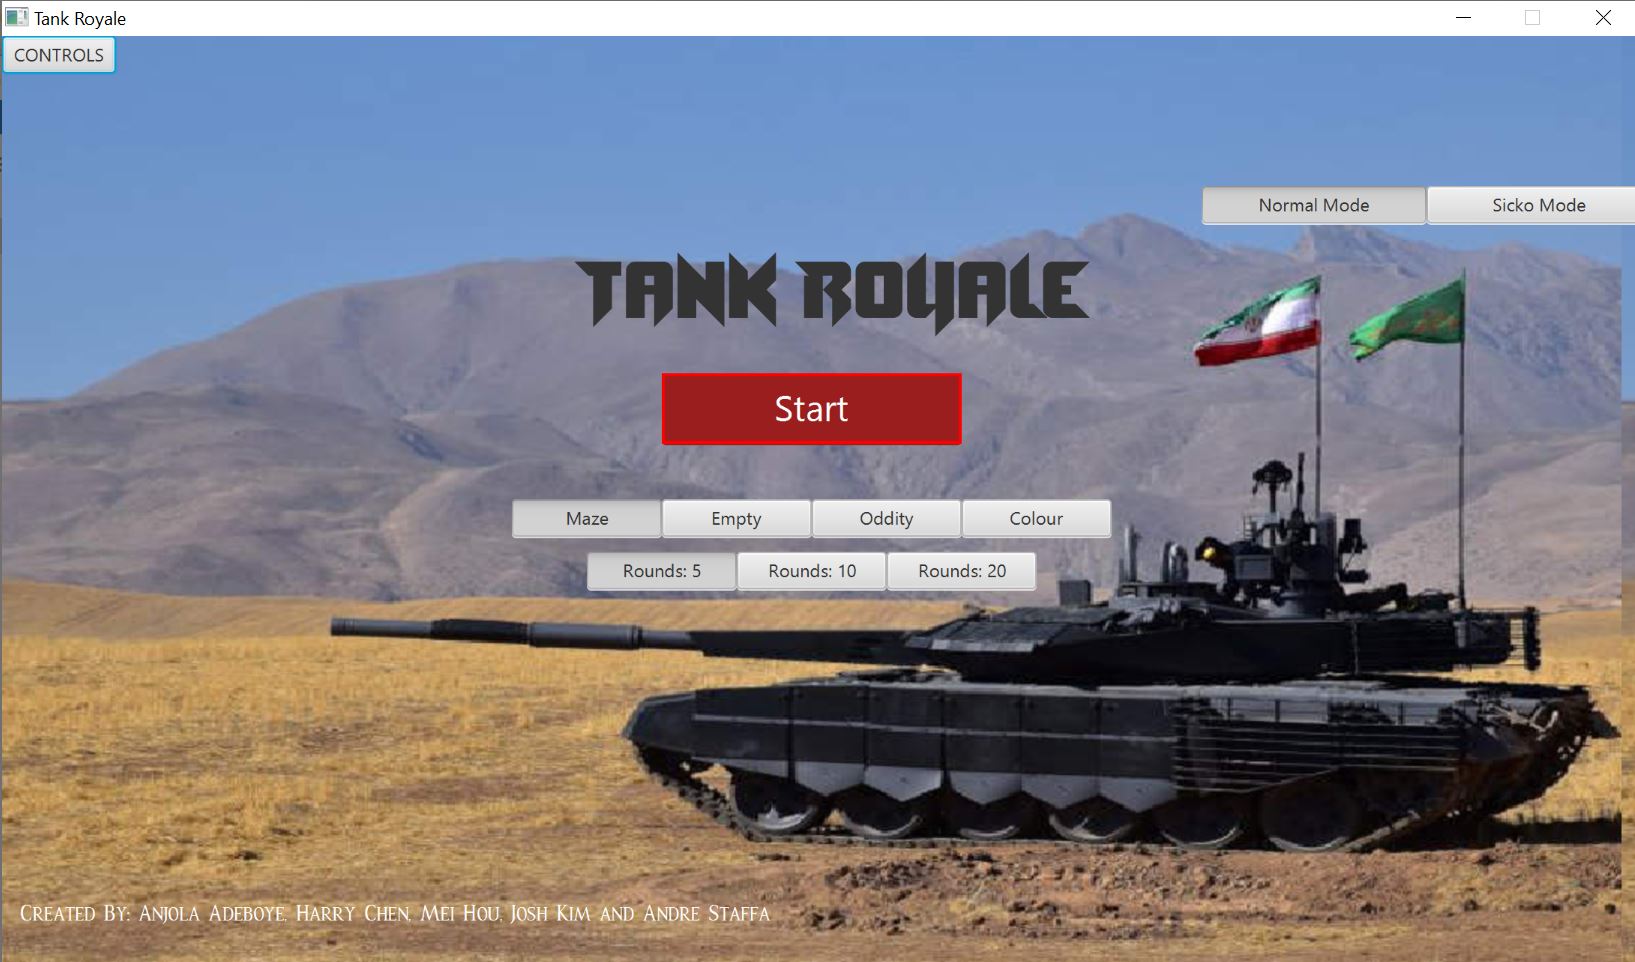 Tank Royale
CONTROLS
Normal Mode Sicko Mode
TANK ROYALE
Start
Maze Empty Oddity Colour
Rounds: 5 Rounds: 10 Rounds: 20
Created By: Anjola Adeboye, Harry Chen, Mei Hou, Josh Kim and Andre Staffa